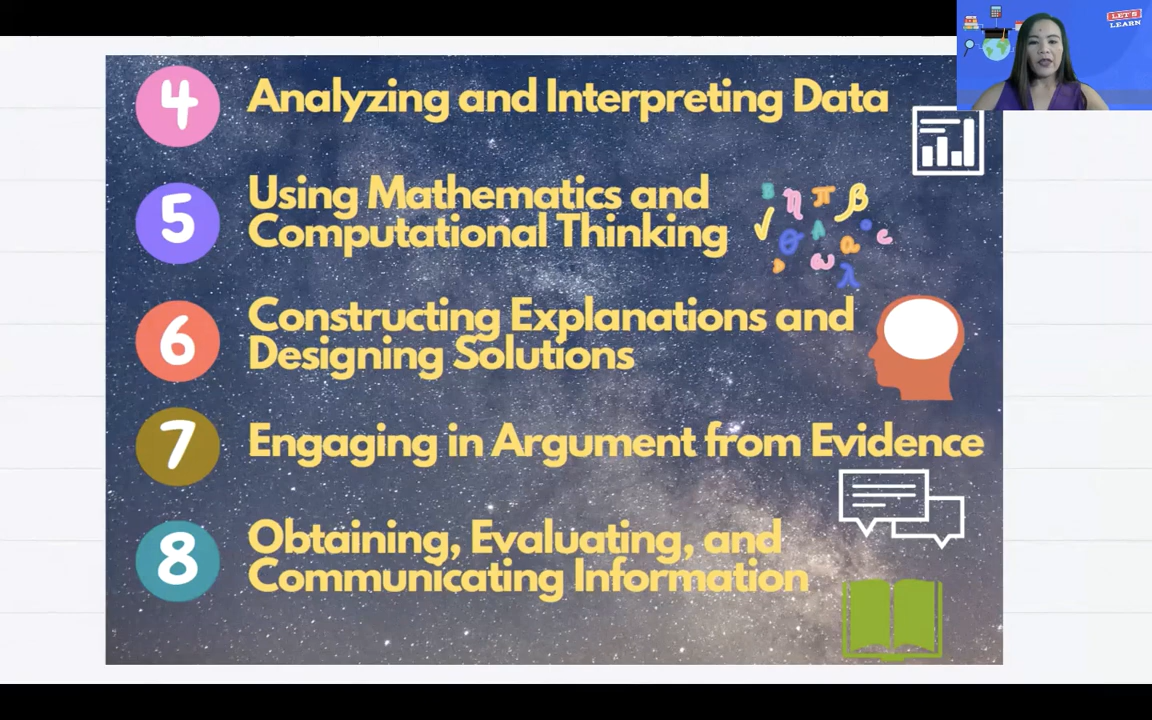 LET'S
LEARN
4
Analyzing and Interpreting Data
5
Using Mathematics and
Computational Thinking
6
Constructing Explanations and
Designing Solutions
7
Engaging in Argument from Evidence
8
Obtaining, Evaluating, and
Communicating Information